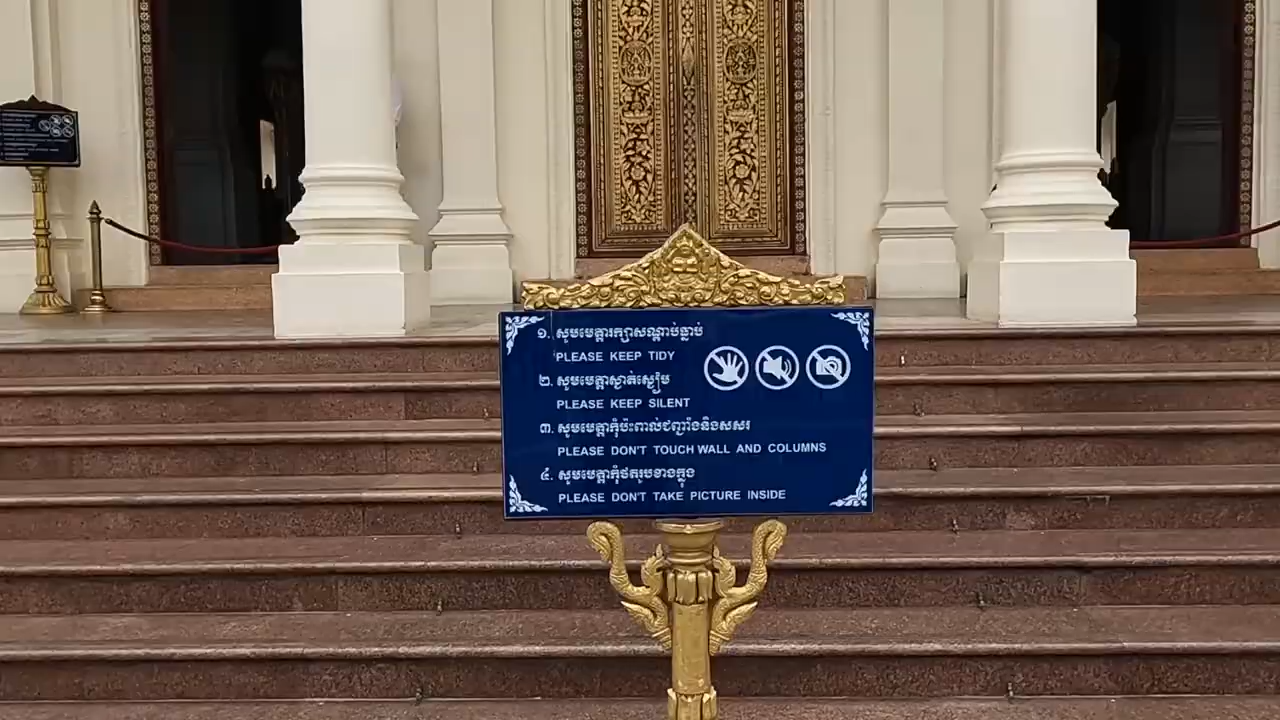 ១. សូមមេត្តារក្សាសណ្ដាប់ធ្នាប់
PLEASE KEEP TIDY
២. សូមមេត្តាស្ងាត់ស្ងៀម
PLEASE KEEP SILENT
៣. សូមមេត្តាកុំប៉ះពាល់ជញ្ជាំងនិងសសរ
PLEASE DON'T TOUCH WALL AND COLUMNS
៤. សូមមេត្តាកុំថតរូបខាងក្នុង
PLEASE DON'T TAKE PICTURE INSIDE